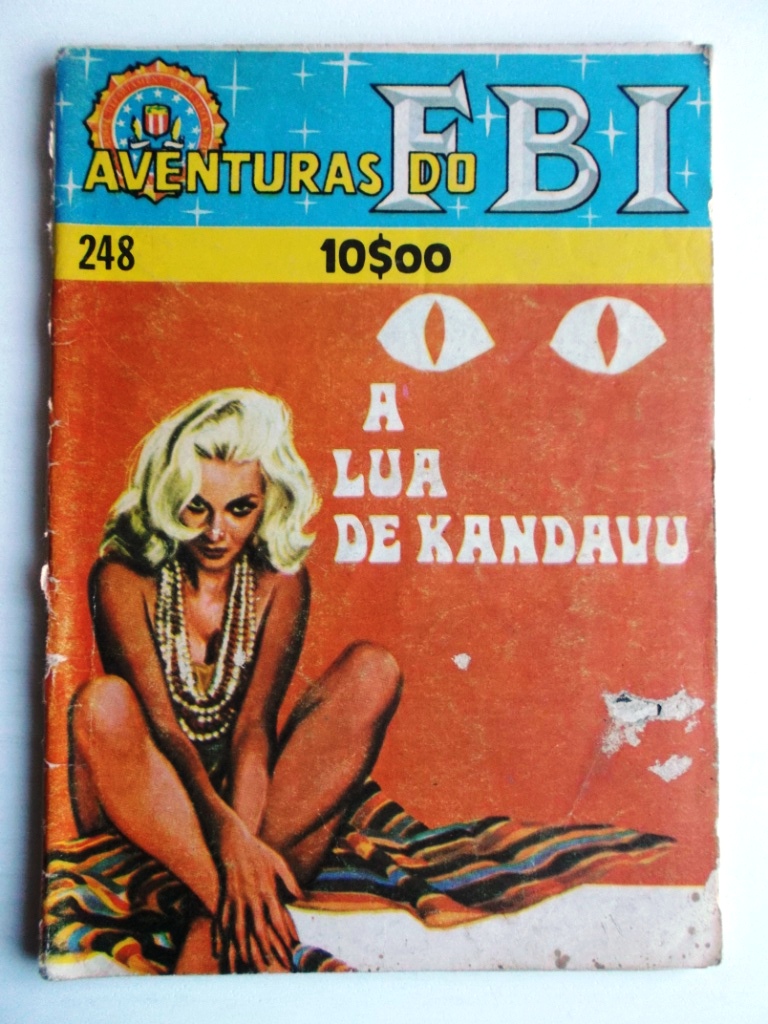 AVENTURAS DO FBI
248 10$00
A
LUA
DE KANDAVU